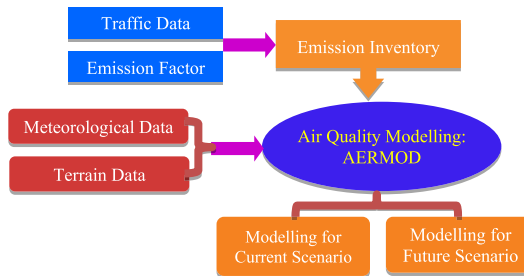 Traffic Data
Emission Factor
Emission Inventory
Meteorological Data
Terrain Data
Air Quality Modelling:
AERMOD
Modelling for
Current Scenario
Modelling for
Future Scenario